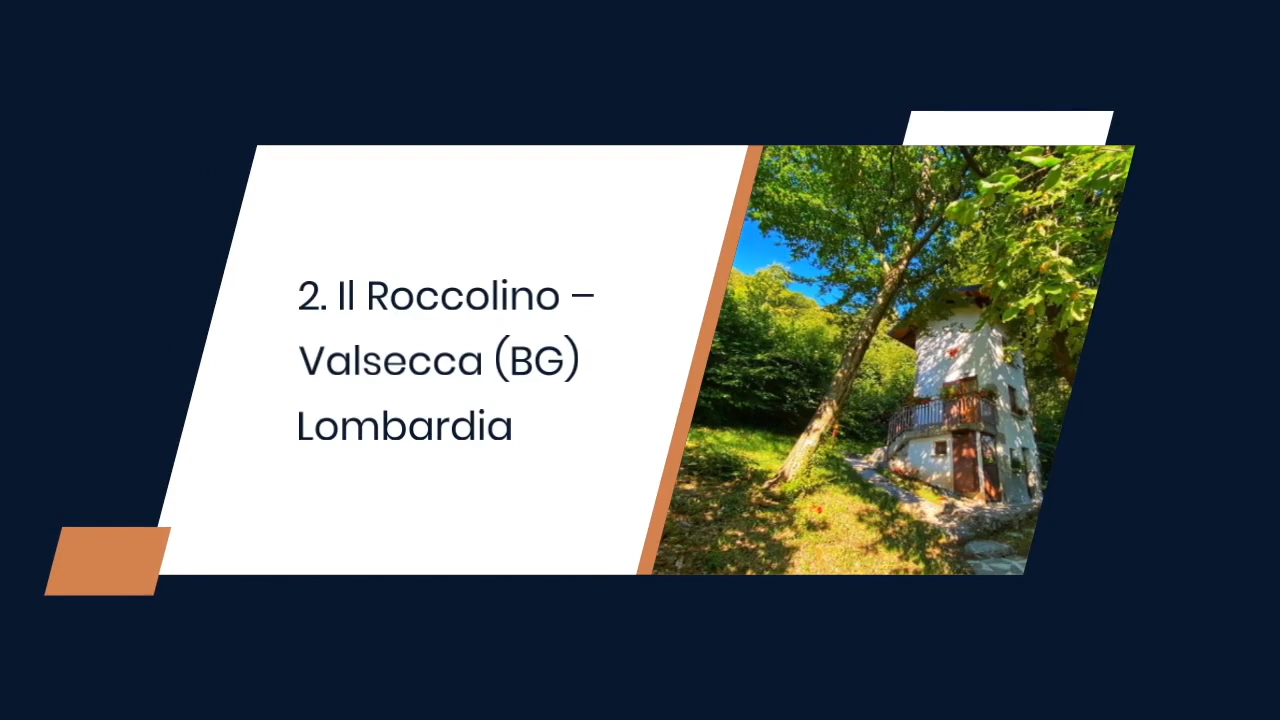 2. Il Roccolino –
Valsecca (BG)
Lombardia